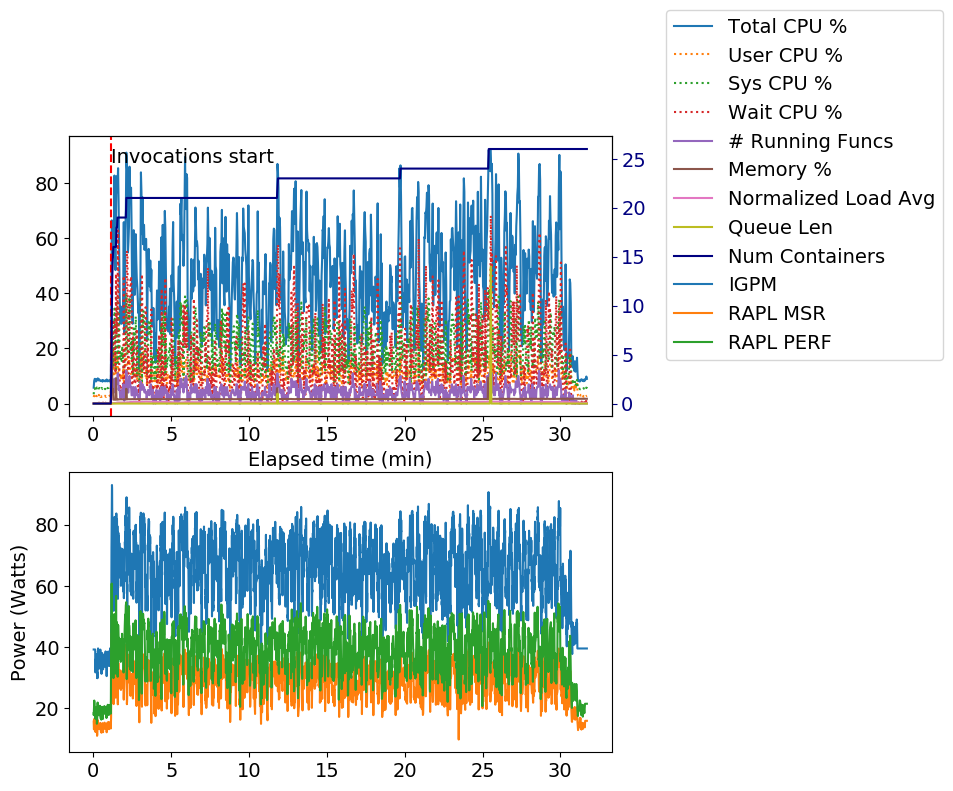 Total CPU %
User CPU %
Sys CPU %
Wait CPU %
# Running Funcs
Memory %
Normalized Load Avg
Queue Len
Num Containers
IGPM
RAPL MSR
RAPL PERF
Invocations start
80
60
40
20
0
25
20
15
10
5
0
0 5 10 15 20 25 30
Elapsed time (min)
Power (Watts)
80
60
40
20
0 5 10 15 20 25 30